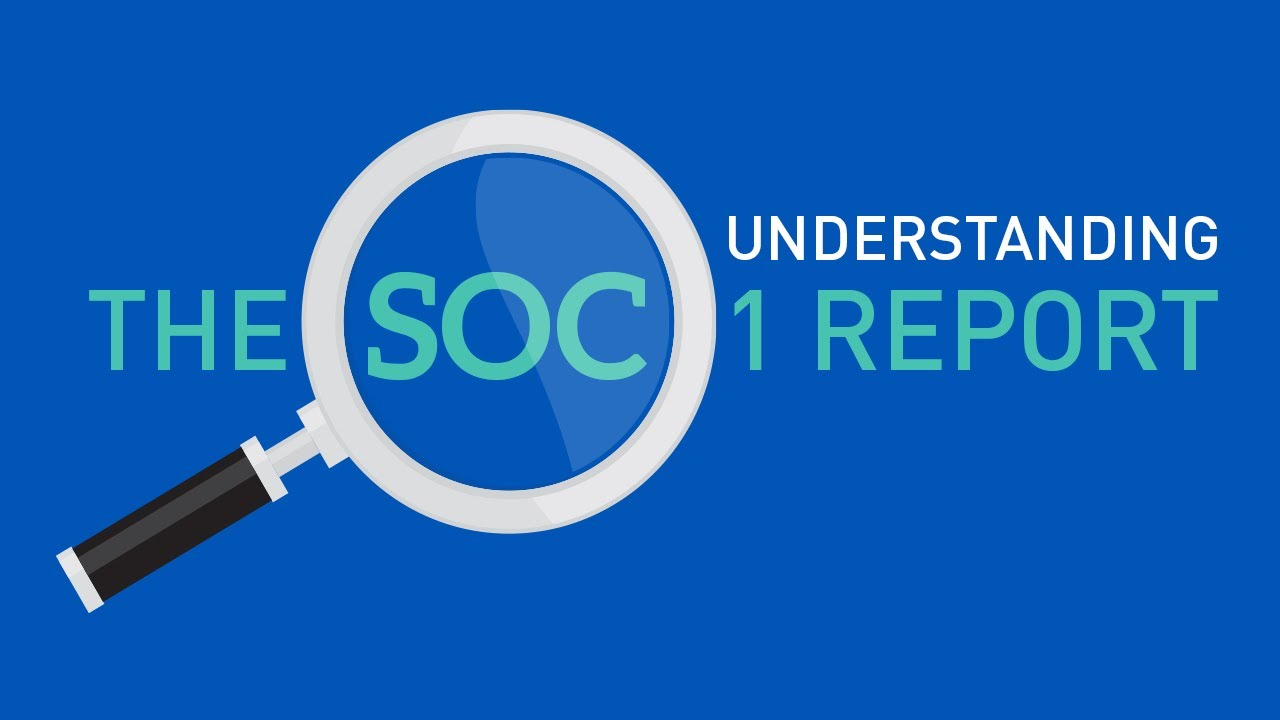 UNDERSTANDING
THE SOC 1 REPORT